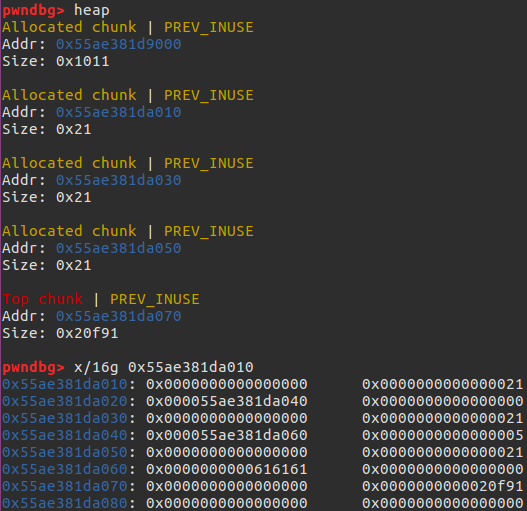 pwndbg> heap
Allocated chunk | PREV_INUSE
Addr: 0x55ae381d9000
Size: 0x1011
Allocated chunk | PREV_INUSE
Addr: 0x55ae381da010
Size: 0x21
Allocated chunk | PREV_INUSE
Addr: 0x55ae381da030
Size: 0x21
Allocated chunk | PREV_INUSE
Addr: 0x55ae381da050
Size: 0x21
Top chunk | PREV_INUSE
Addr: 0x55ae381da070
Size: 0x20f91
pwndbg> x/16g 0x55ae381da010
0x55ae381da010: 0x0000000000000000 0x0000000000000021
0x55ae381da020: 0x000055ae381da040 0x0000000000000000
0x55ae381da030: 0x0000000000000000 0x0000000000000021
0x55ae381da040: 0x000055ae381da060 0x0000000000000005
0x55ae381da050: 0x0000000000000000 0x0000000000000021
0x55ae381da060: 0x0000000000616161 0x0000000000000000
0x55ae381da070: 0x0000000000000000 0x0000000000020f91
0x55ae381da080: 0x0000000000000000 0x0000000000000000